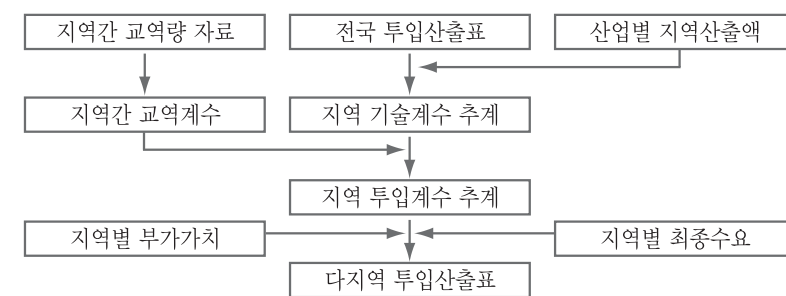 지역간 교역량 자료
전국 투입산출표
산업별 지역산출액
지역간 교역계수
지역 기술계수 추계
지역 투입계수 추계
지역별 부가가치
지역별 최종수요
다지역 투입산출표